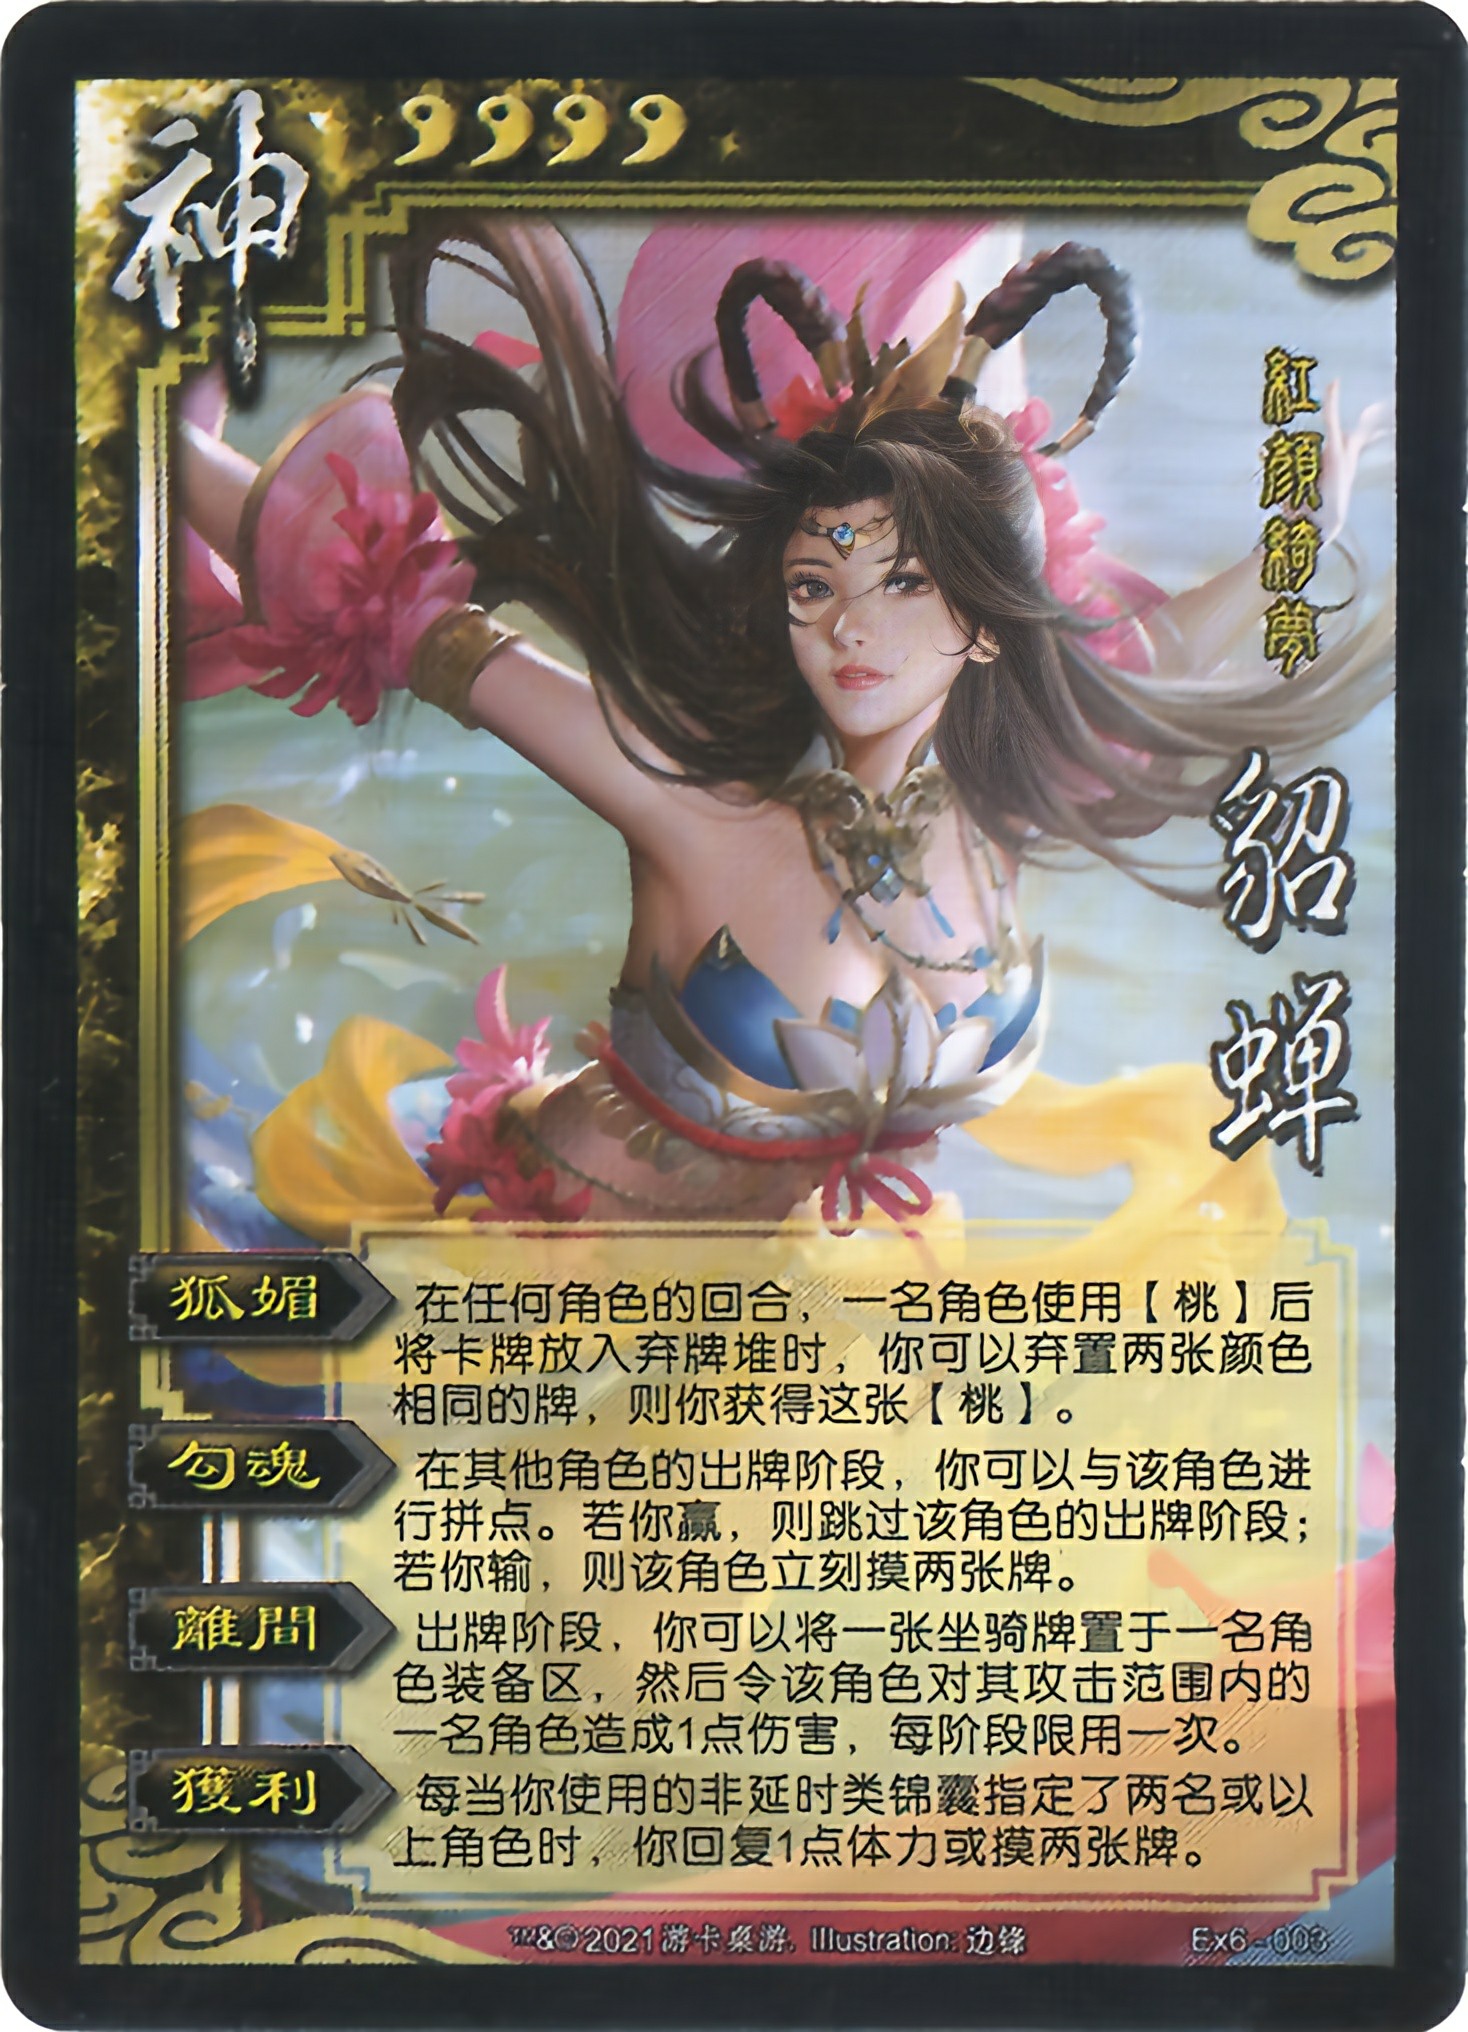 神
紅顔綺夢
貂蝉
狐媚
在任何角色的回合，一名角色使用【桃】后
将卡牌放入弃牌堆时，你可以弃置两张颜色
相同的牌，则你获得这张【桃】。
勾魂
在其他角色的出牌阶段，你可以与该角色进
行拼点。若你赢，则跳过该角色的出牌阶段；
若你输，则该角色立刻摸两张牌。
離間
出牌阶段，你可以将一张坐骑牌置于一名角
色装备区，然后令该角色对其攻击范围内的
一名角色造成1点伤害，每阶段限用一次。
獲利
每当你使用的非延时类锦囊指定了两名或以
上角色时，你回复1点体力或摸两张牌。
™&©2021游卡桌游. Illustration: 边锋
Ex6-003